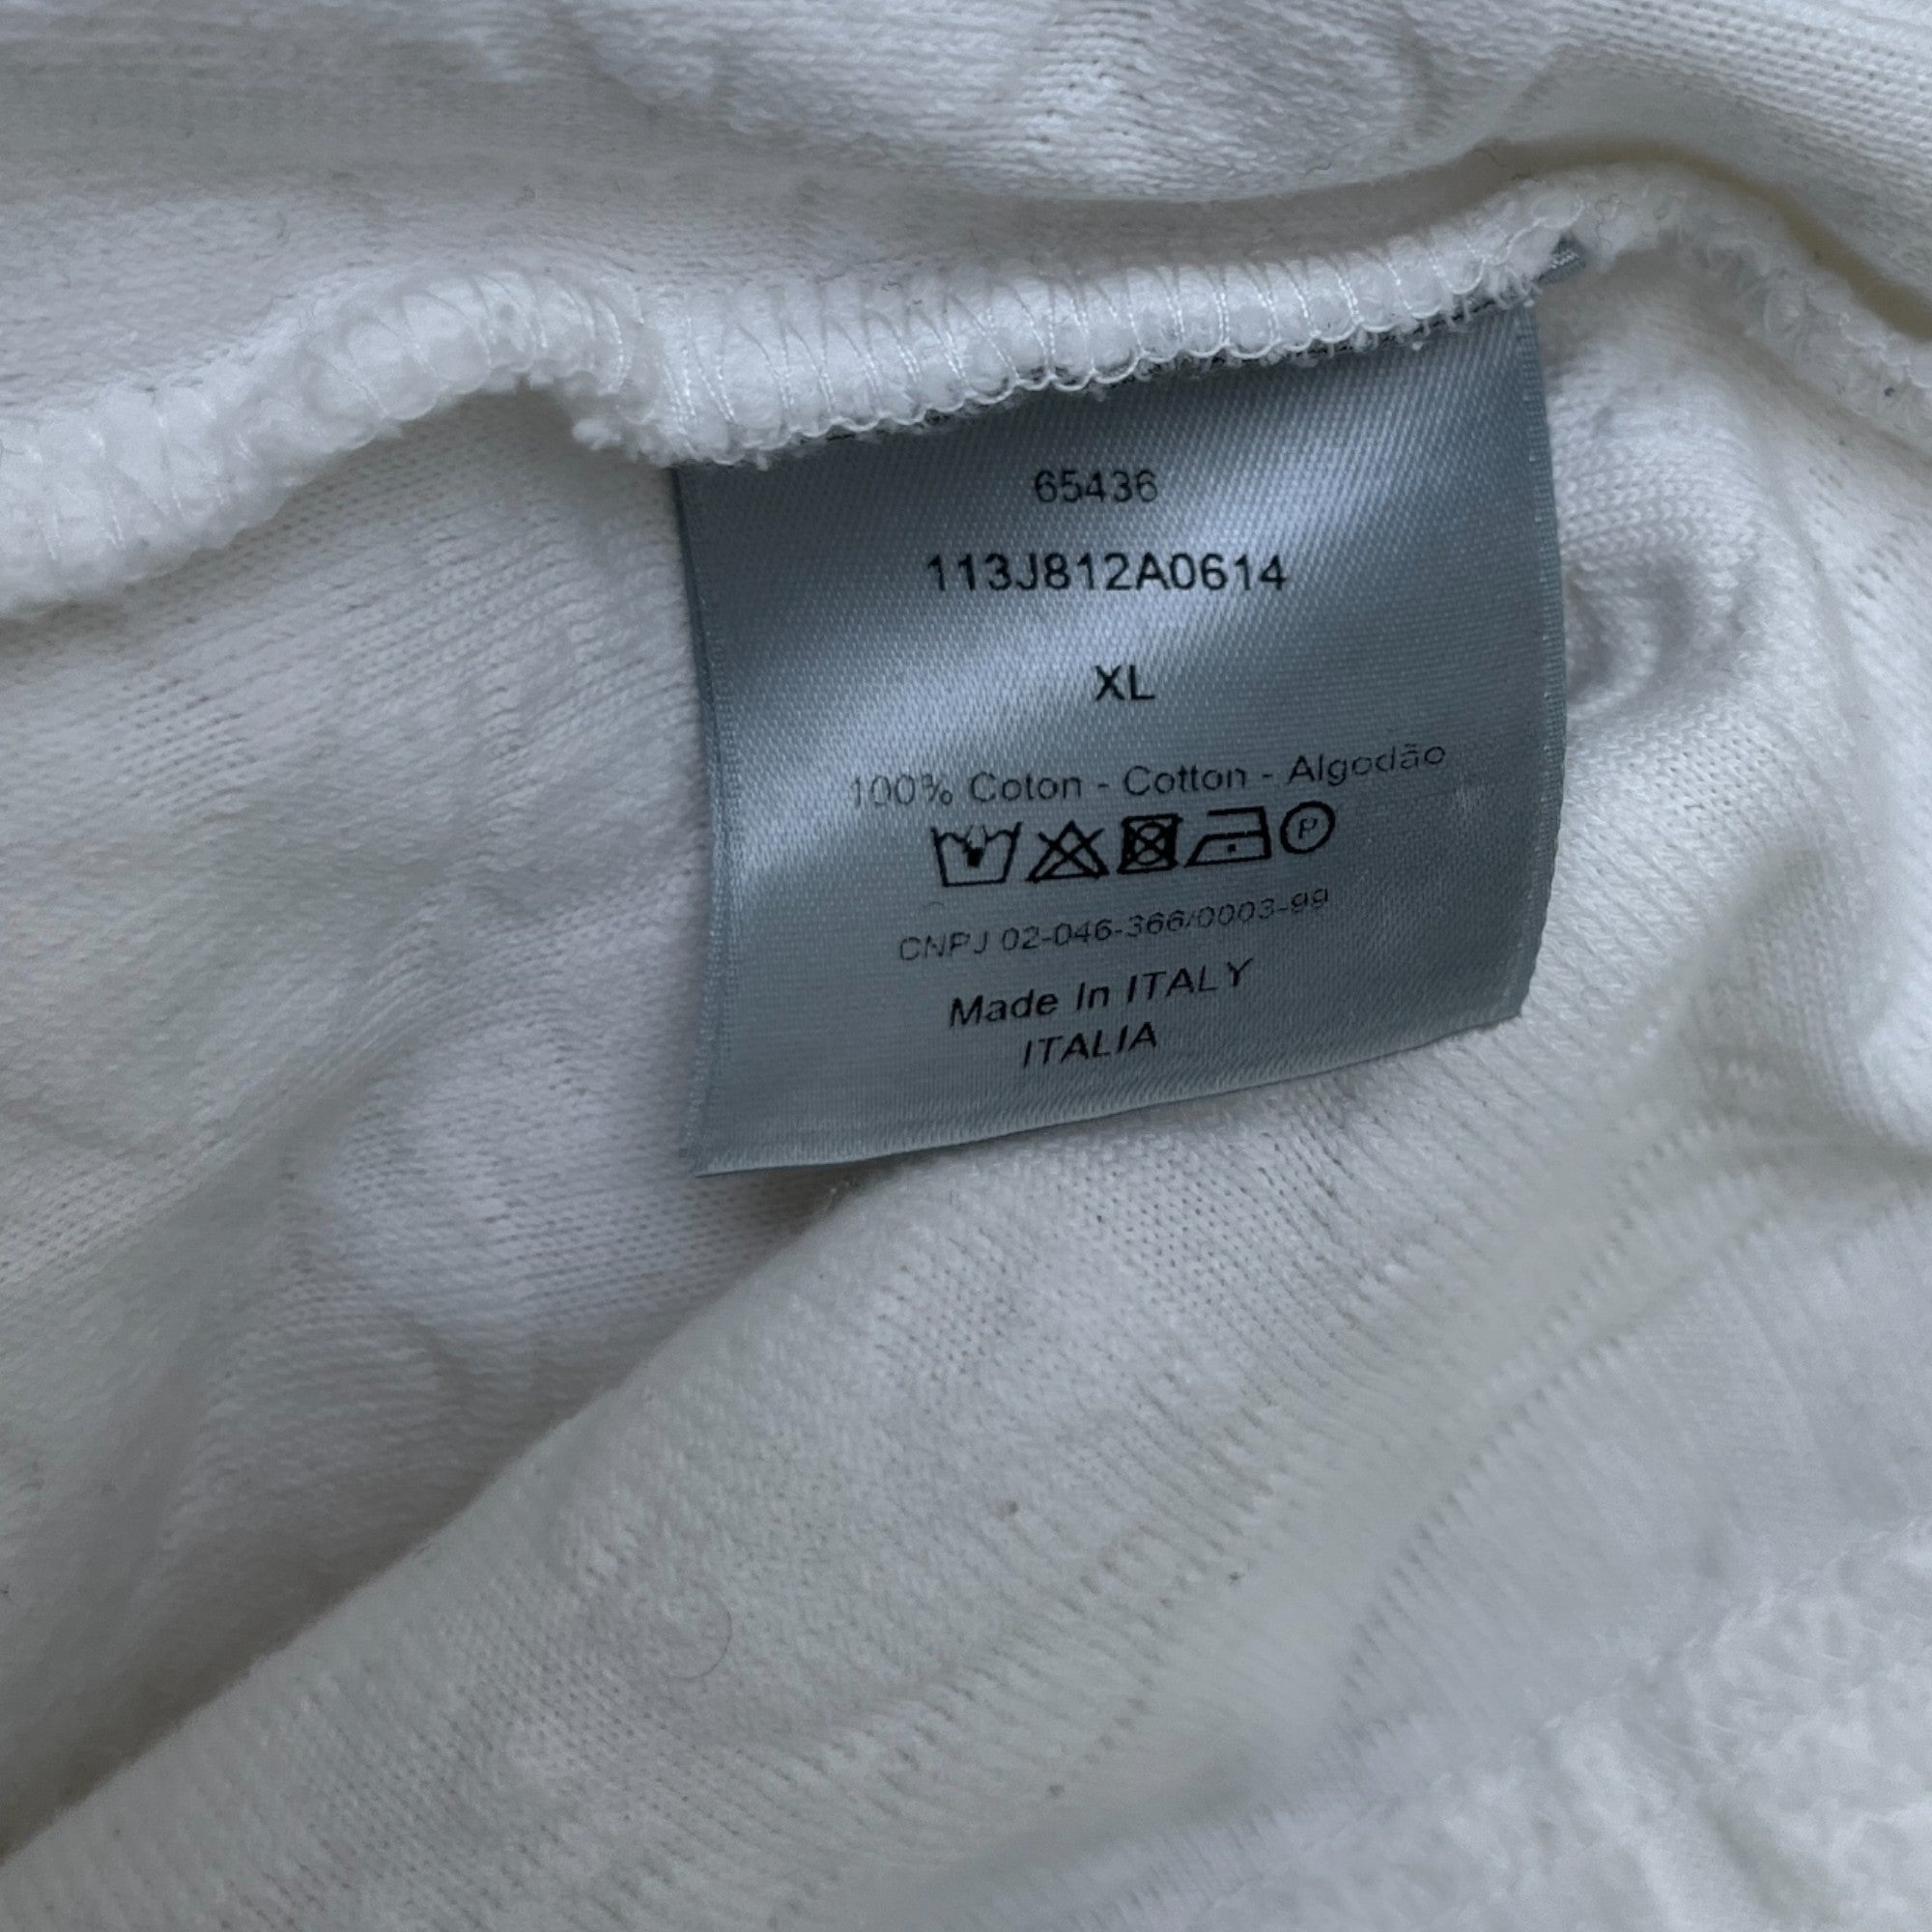 65436
113J812A0614
XL
100% Coton - Cotton - Algodão
P
CNPJ 02-046-366/0003-99
Made In ITALY
ITALIA